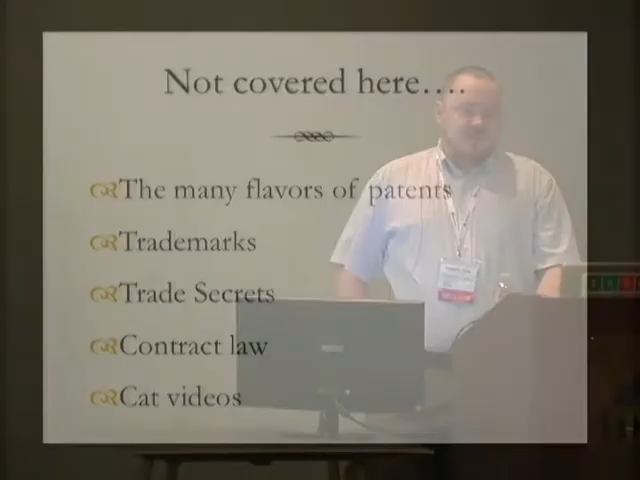 Not covered here….
The many flavors of patents
Trademarks
Trade Secrets
Contract law
Cat videos